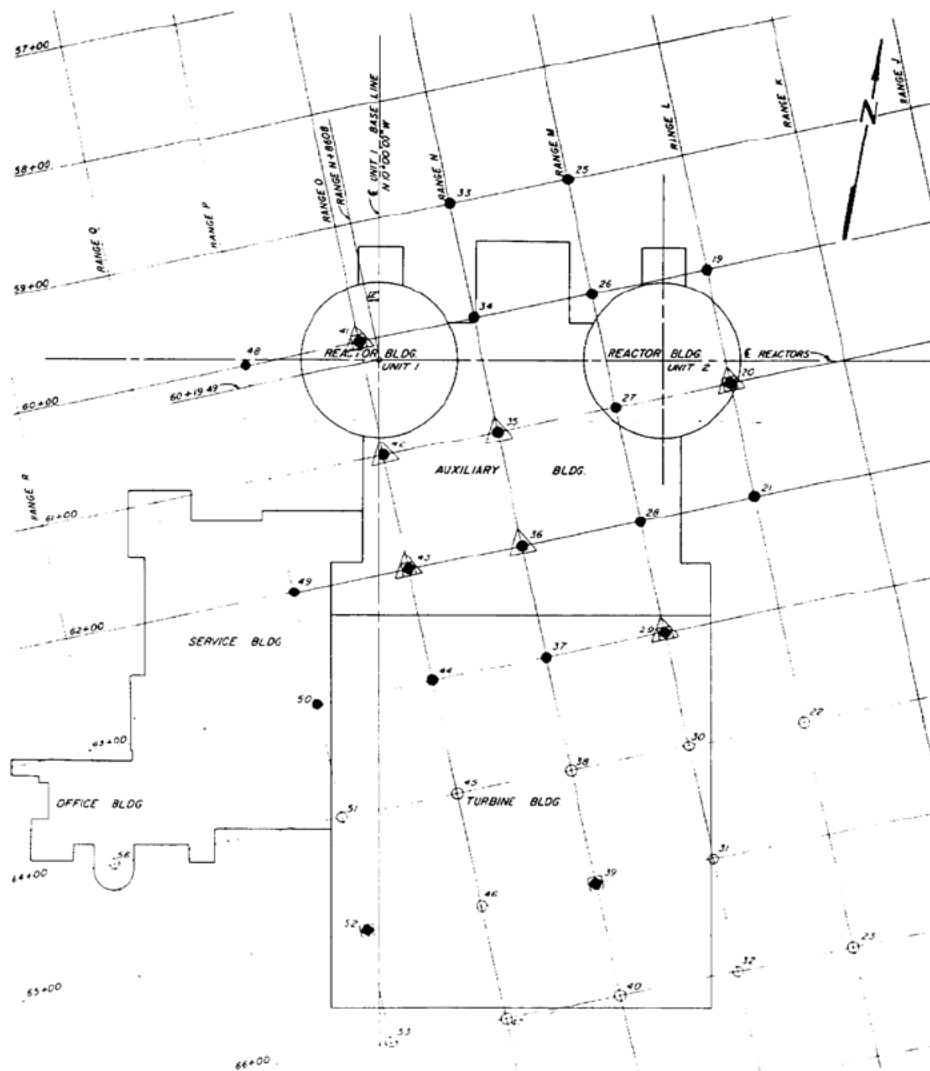 57+00
58+00
59+00
60+00
61+00
62+00
63+00
64+00
65+00
66+00
60+19 49
RANGE R
RANGE Q
RANGE P
RANGE O
RANGE N+8608
℄ UNIT I BASE LINE
N 10°00'00"W
RANGE N
RANGE M
RINGE L
RANGE K
RANGE J
N
33
25
19
34
26
41
48
REACTOR BLDG.
UNIT I
REACTOR BLDG.
UNIT 2
℄ REACTORS
20
27
35
42
AUXILIARY BLDG.
21
28
36
43
49
SERVICE BLDG
29
37
44
50
22
30
38
45
51
TURBINE BLDG
OFFICE BLDG
56
31
39
46
52
23
32
40
53